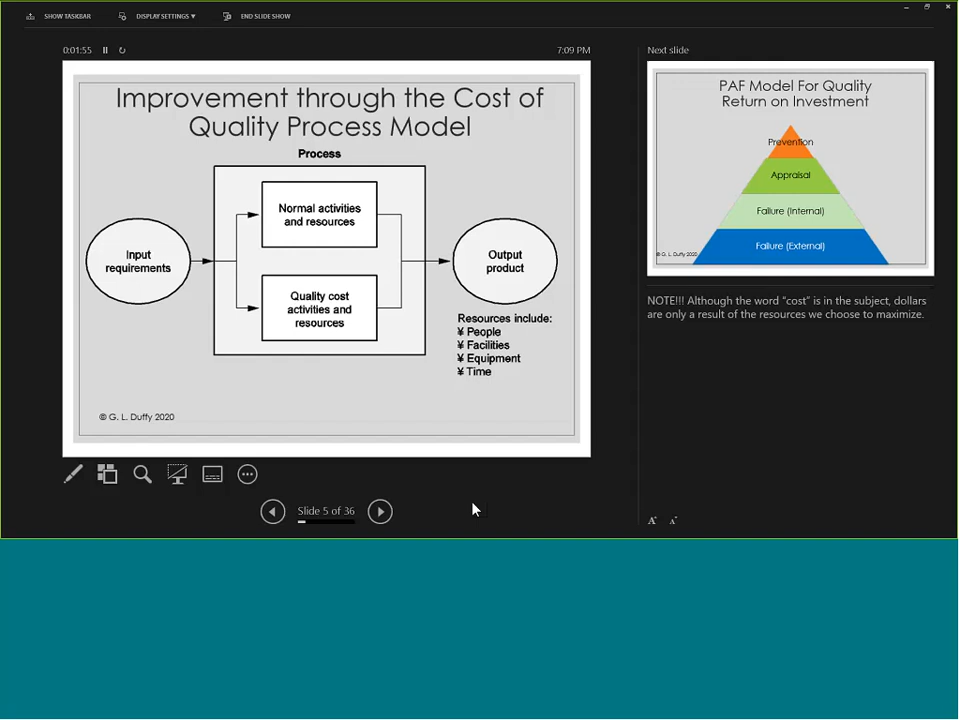 SHOW TASKBAR
DISPLAY SETTINGS ▼
END SLIDE SHOW
0:01:55
7:09 PM
Improvement through the Cost of
Quality Process Model
Process
Input
requirements
Normal activities
and resources
Quality cost
activities and
resources
Output
product
Resources include:
¥ People
¥ Facilities
¥ Equipment
¥ Time
© G. L. Duffy 2020
Slide 5 of 36
Next slide
PAF Model For Quality
Return on Investment
Prevention
Appraisal
Failure (Internal)
Failure (External)
© G. L. Duffy 2020
NOTE!!! Although the word “cost” is in the subject, dollars
are only a result of the resources we choose to maximize.
A A